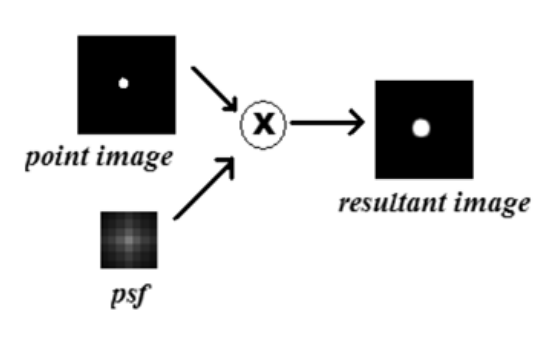 point image
X
resultant image
psf